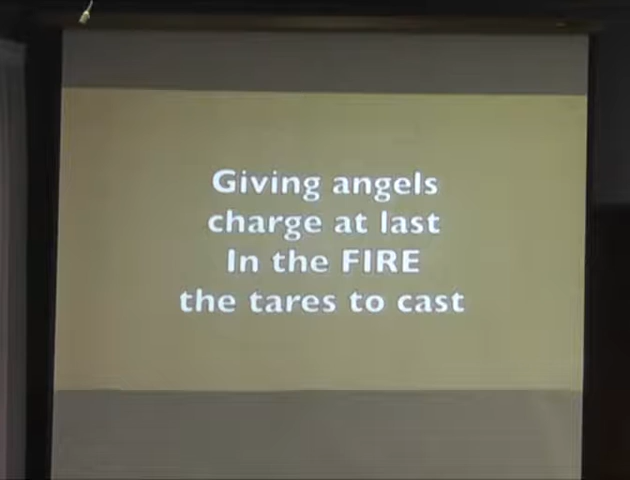 Giving angels
charge at last
In the FIRE
the tares to cast